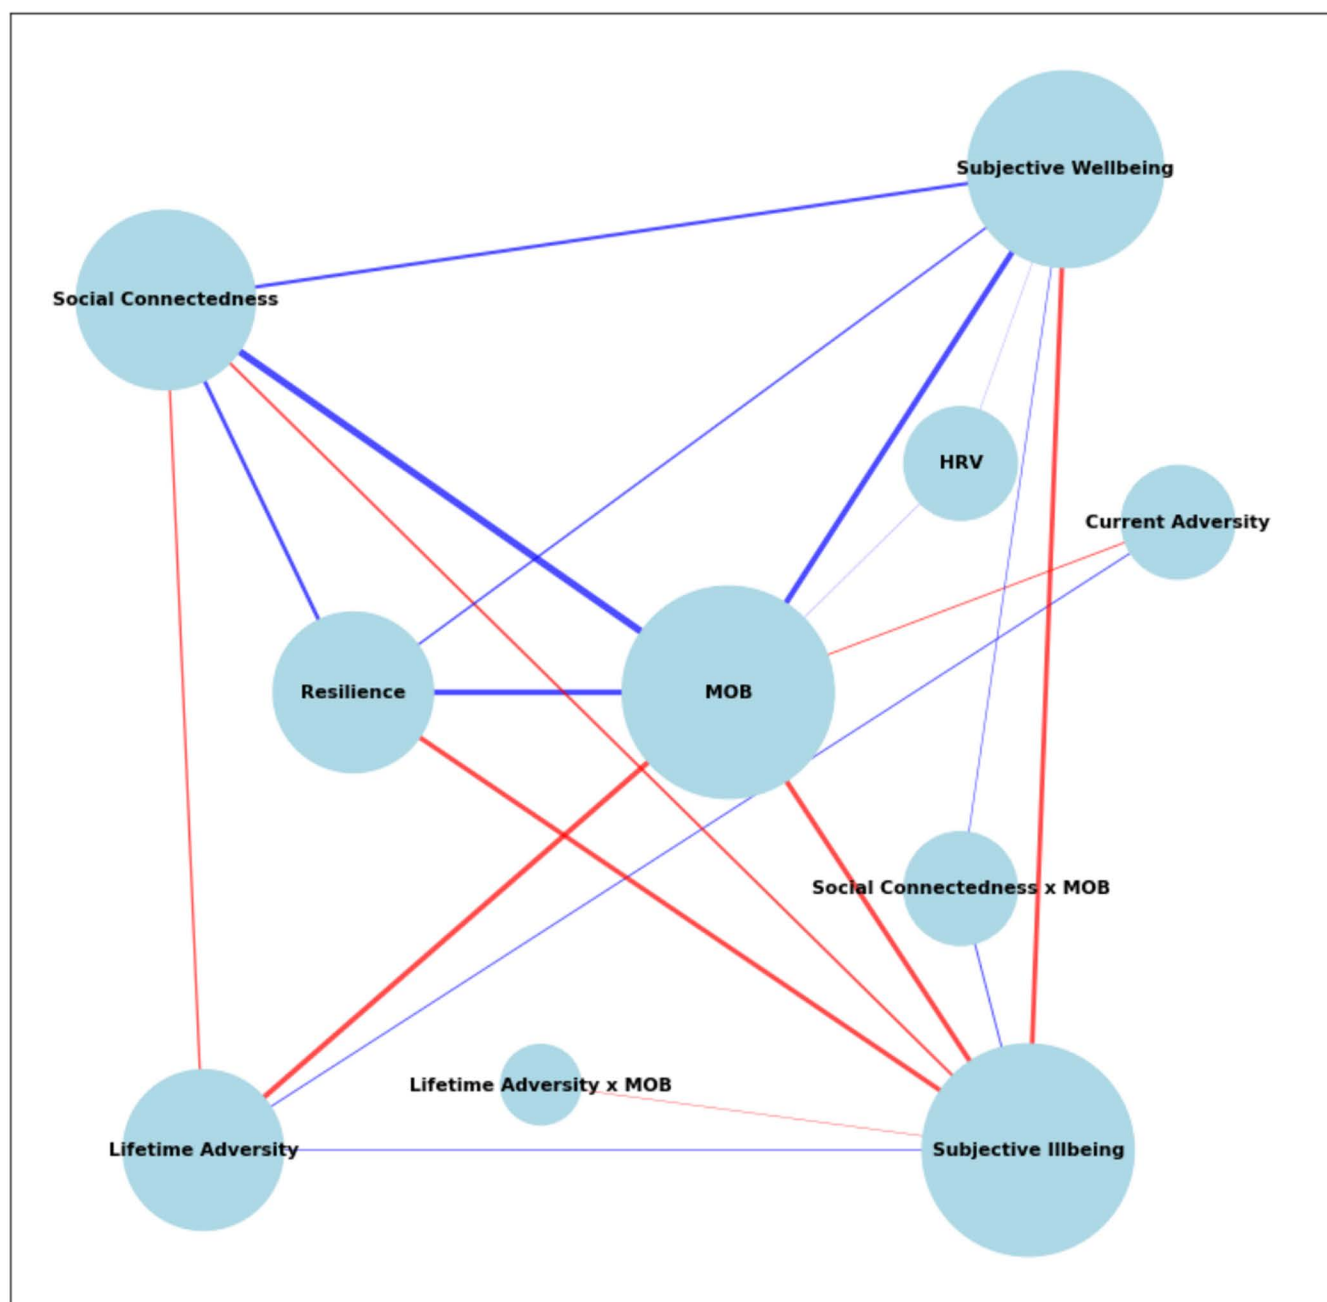 Subjective Wellbeing
Social Connectedness
HRV
Current Adversity
Resilience
MOB
Social Connectedness x MOB
Lifetime Adversity x MOB
Lifetime Adversity
Subjective Illbeing